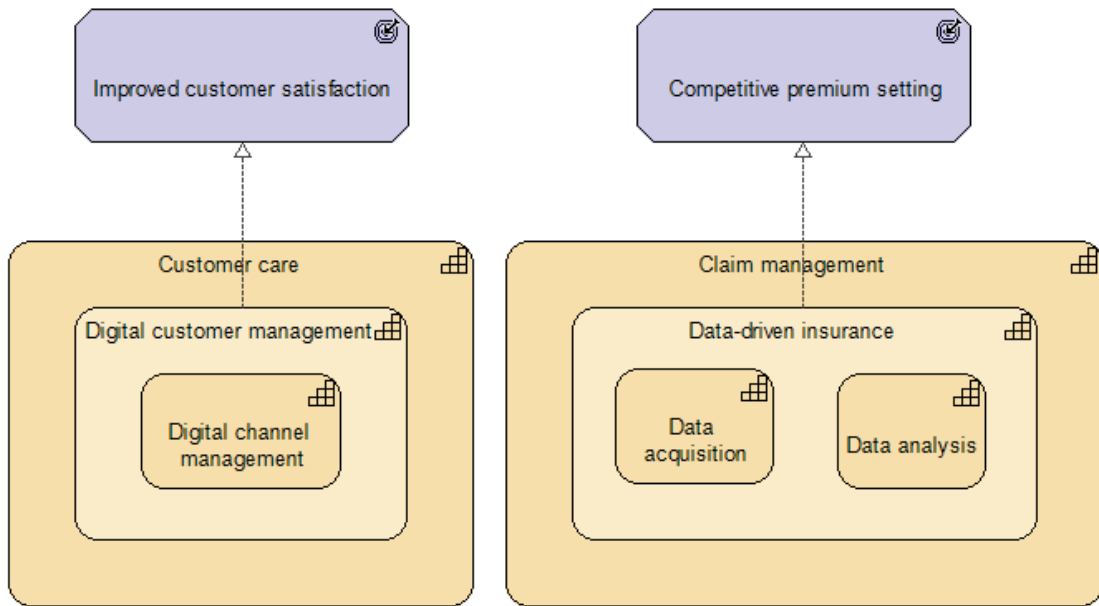 Improved customer satisfaction
Competitive premium setting
Customer care
Digital customer management
Digital channel
management
Claim management
Data-driven insurance
Data
acquisition
Data analysis